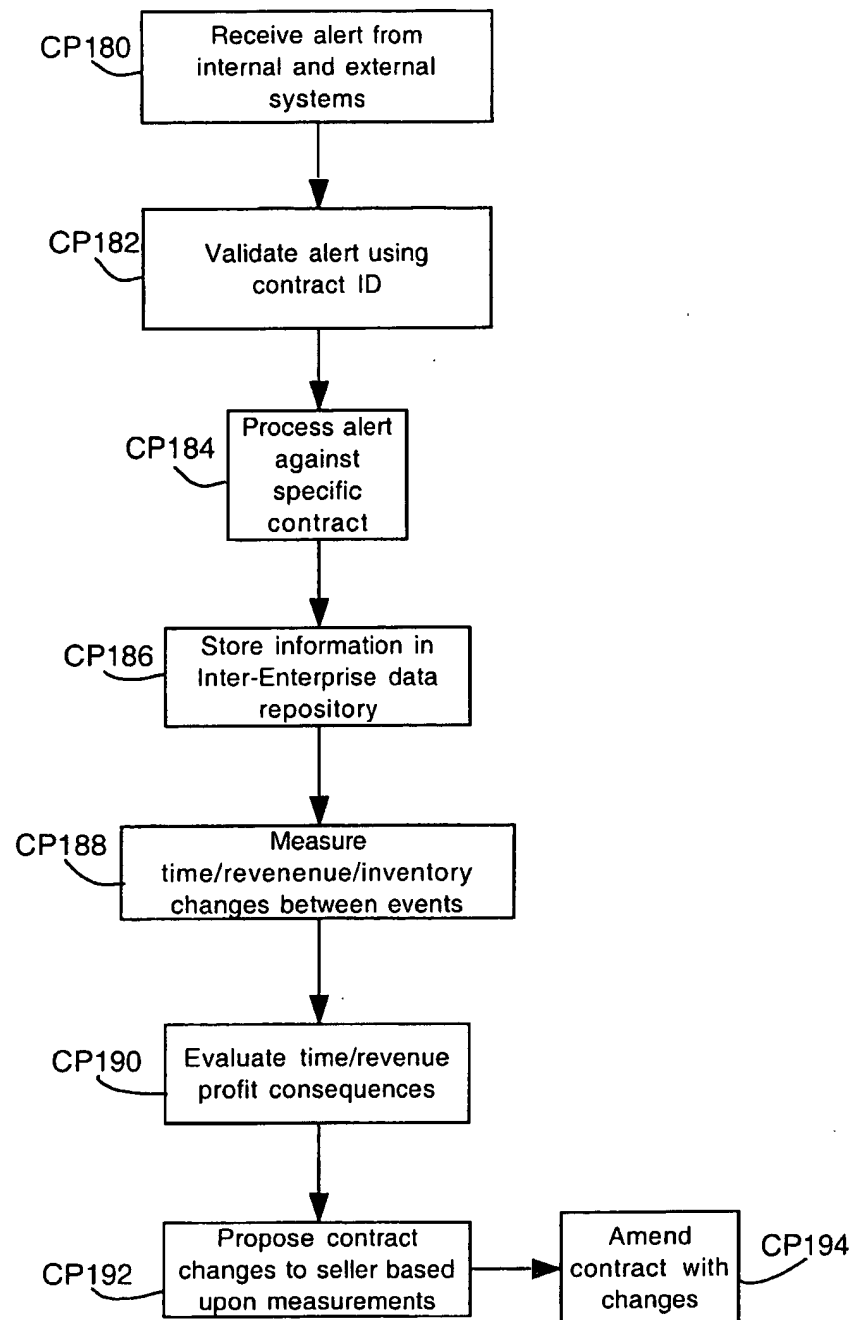 CP180
Receive alert from
internal and external
systems
CP182
Validate alert using
contract ID
CP184
Process alert
against
specific
contract
CP186
Store information in
Inter-Enterprise data
repository
CP188
Measure
time/revenenue/inventory
changes between events
CP190
Evaluate time/revenue
profit consequences
CP192
Propose contract
changes to seller based
upon measurements
Amend
contract with
changes
CP194